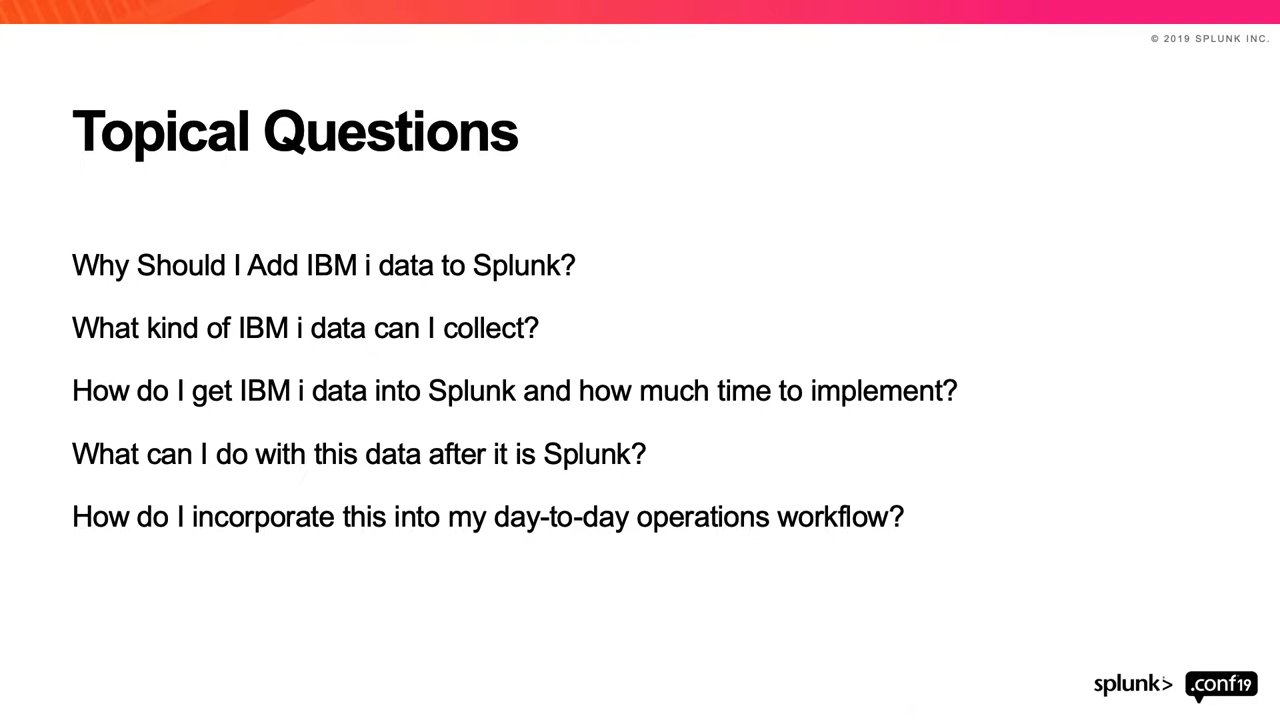 © 2019 SPLUNK INC.
Topical Questions
Why Should I Add IBM i data to Splunk?
What kind of IBM i data can I collect?
How do I get IBM i data into Splunk and how much time to implement?
What can I do with this data after it is Splunk?
How do I incorporate this into my day-to-day operations workflow?
splunk> .conf19